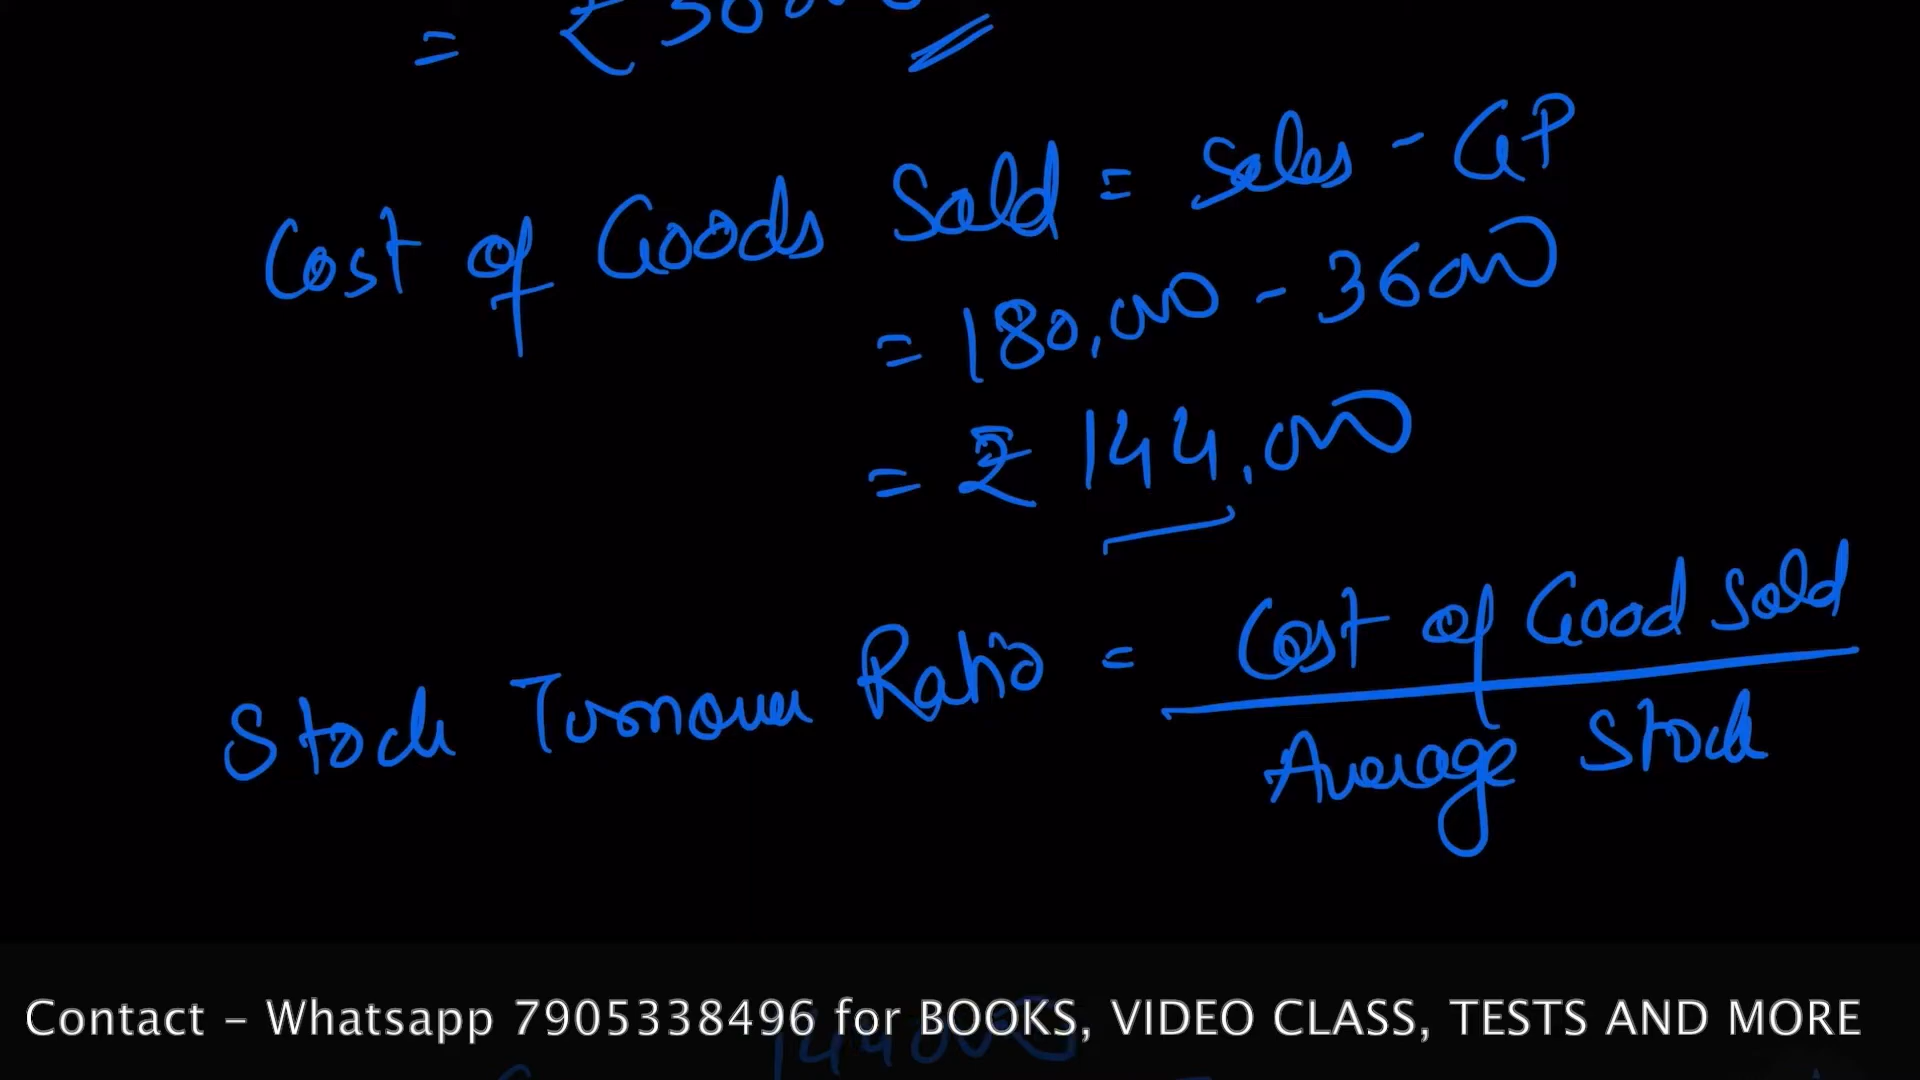 =
Cost of Goods Sold = Sales - GP
= 180,000 - 36000
= ₹ 144,000
Stock Turnover Ratio = Cost of Good Sold
Average Stock
Contact – Whatsapp 7905338496 for BOOKS, VIDEO CLASS, TESTS AND MORE